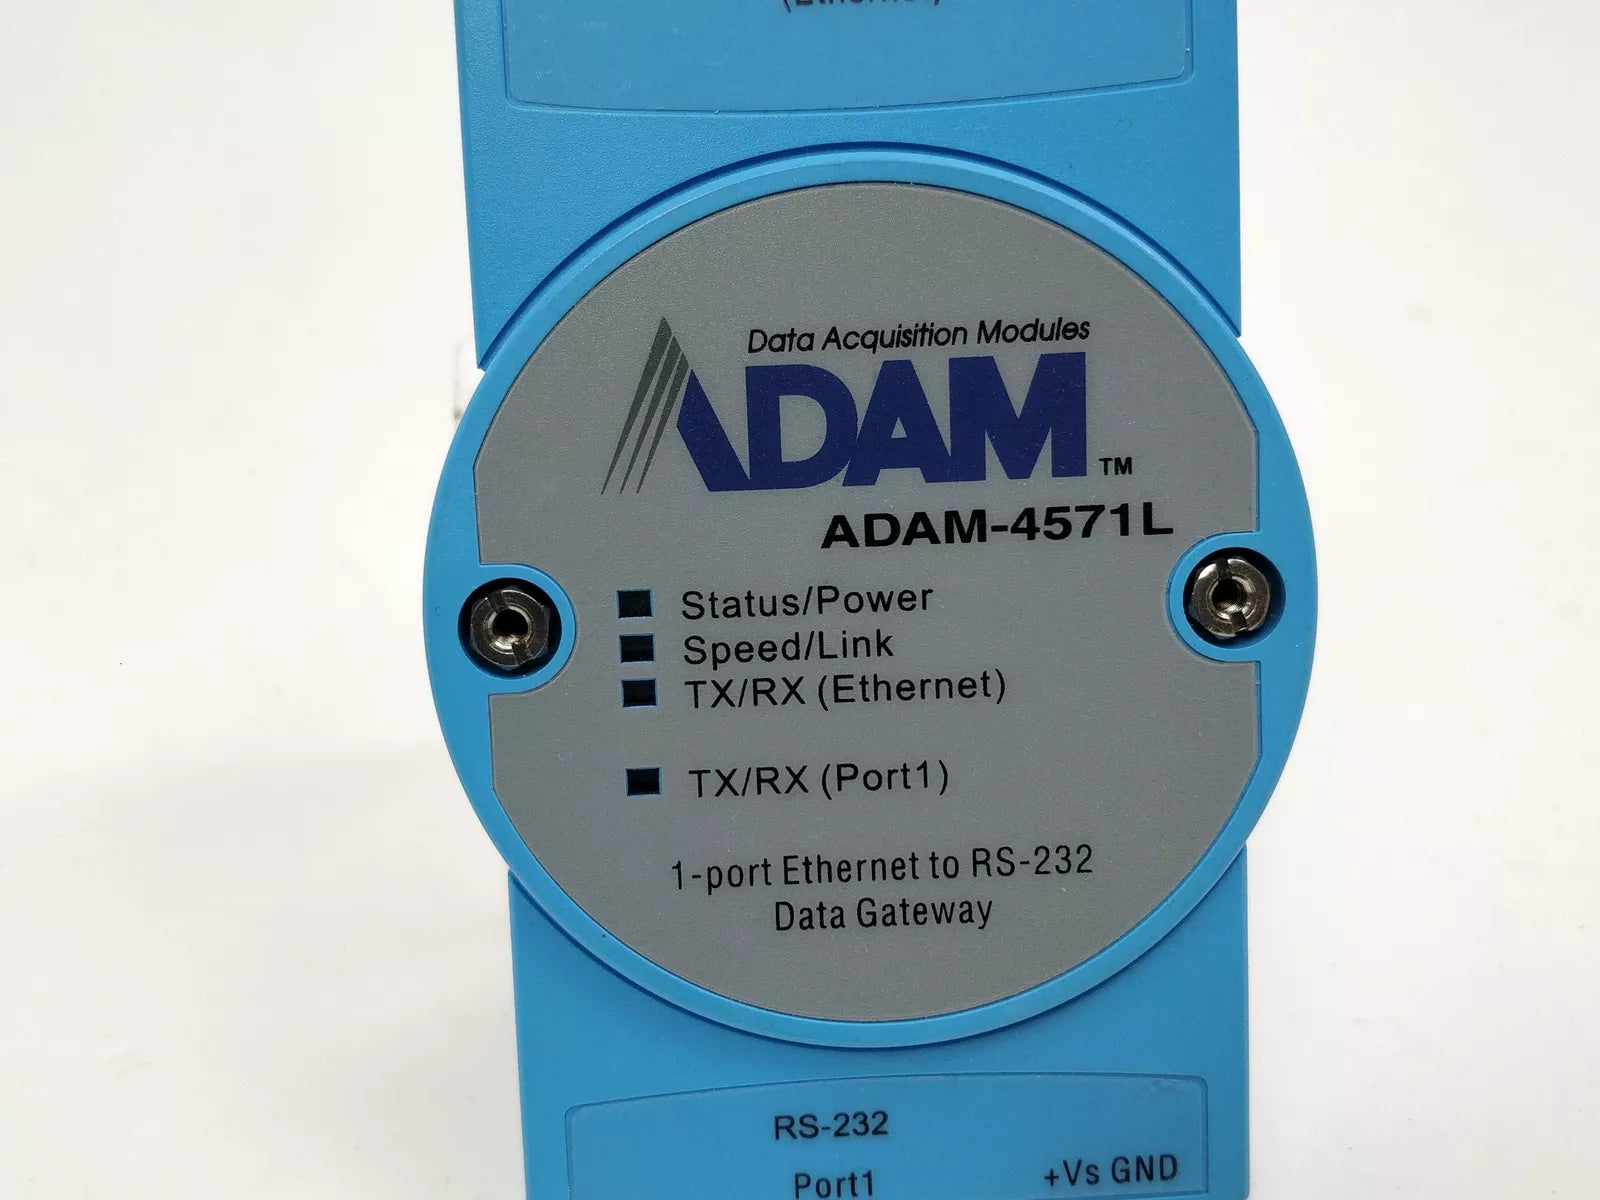 (Ethernet)
Data Acquisition Modules
ADAM TM
ADAM-4571L
Status/Power
Speed/Link
TX/RX (Ethernet)
TX/RX (Port1)
1-port Ethernet to RS-232
Data Gateway
RS-232
Port1 +Vs GND